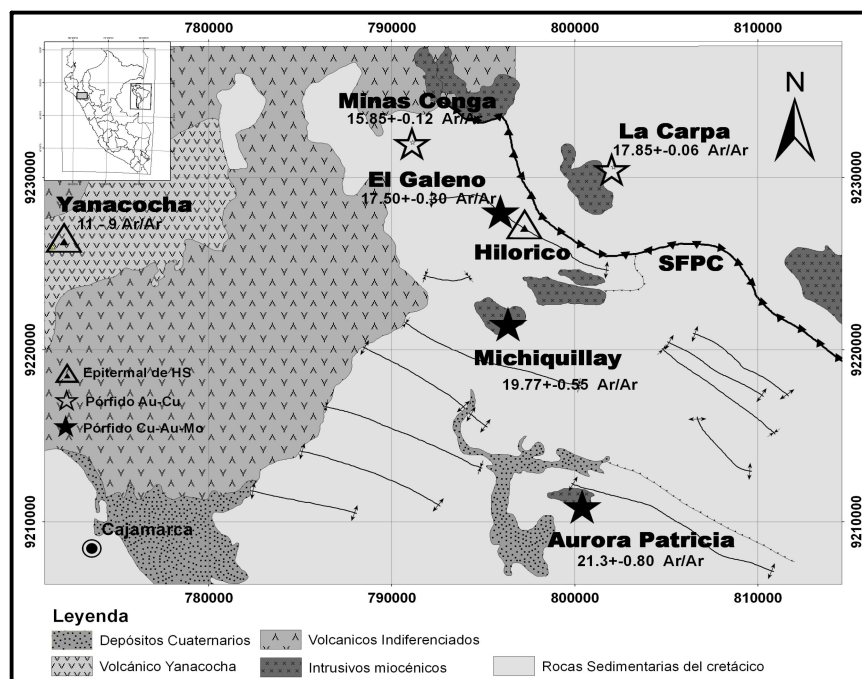 780000
790000
800000
810000
N
Minas Conga
15.85+-0.12 Ar/Ar
La Carpa
17.85+-0.06 Ar/Ar
9230000
9230000
El Galeno
17.50+-0.30 Ar/Ar
Yanacocha
11 - 9 Ar/Ar
Hilorico
SFPC
9220000
9220000
Michiquillay
19.77+-0.55 Ar/Ar
Epitermal de HS
Pórfido Au-Cu
Pórfido Cu-Au-Mo
9210000
9210000
Cajamarca
Aurora Patricia
21.3+-0.80 Ar/Ar
780000
790000
800000
810000
Leyenda
Depósitos Cuaternarios
Volcanicos Indiferenciados
Volcánico Yanacocha
Intrusivos miocénicos
Rocas Sedimentarias del cretácico